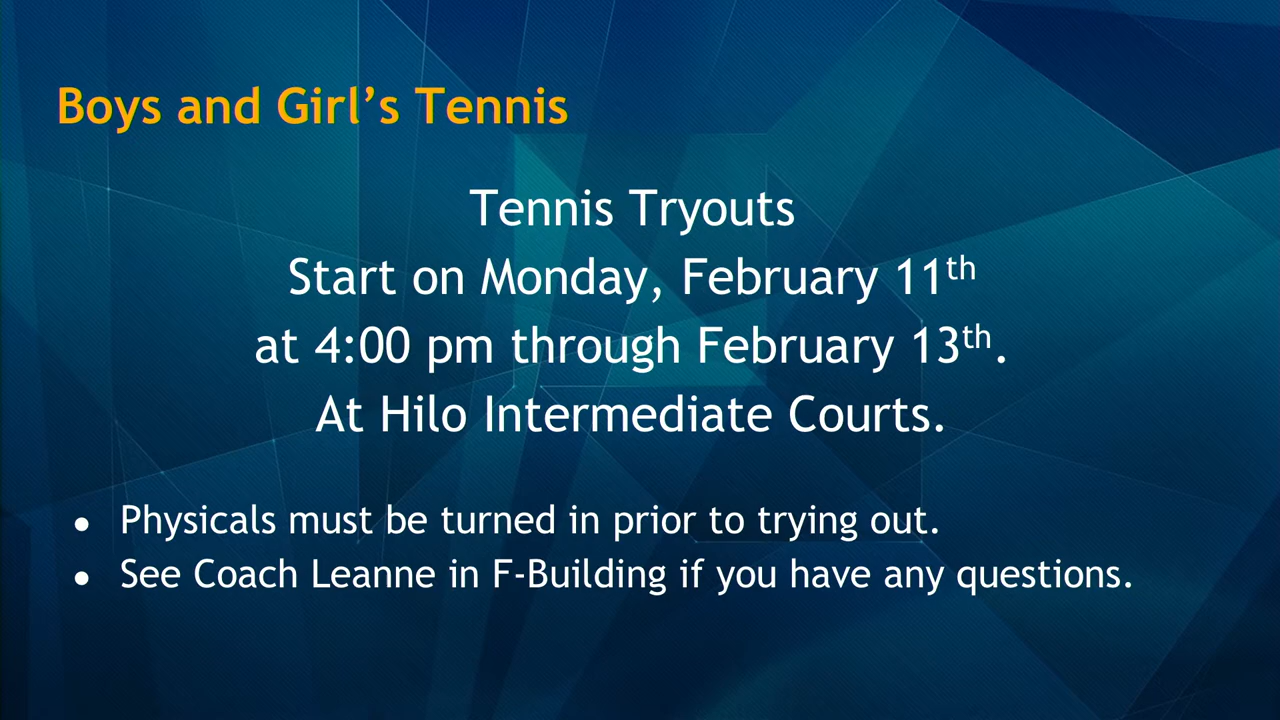 Boys and Girl’s Tennis
Tennis Tryouts
Start on Monday, February 11th
at 4:00 pm through February 13th.
At Hilo Intermediate Courts.
● Physicals must be turned in prior to trying out.
● See Coach Leanne in F-Building if you have any questions.